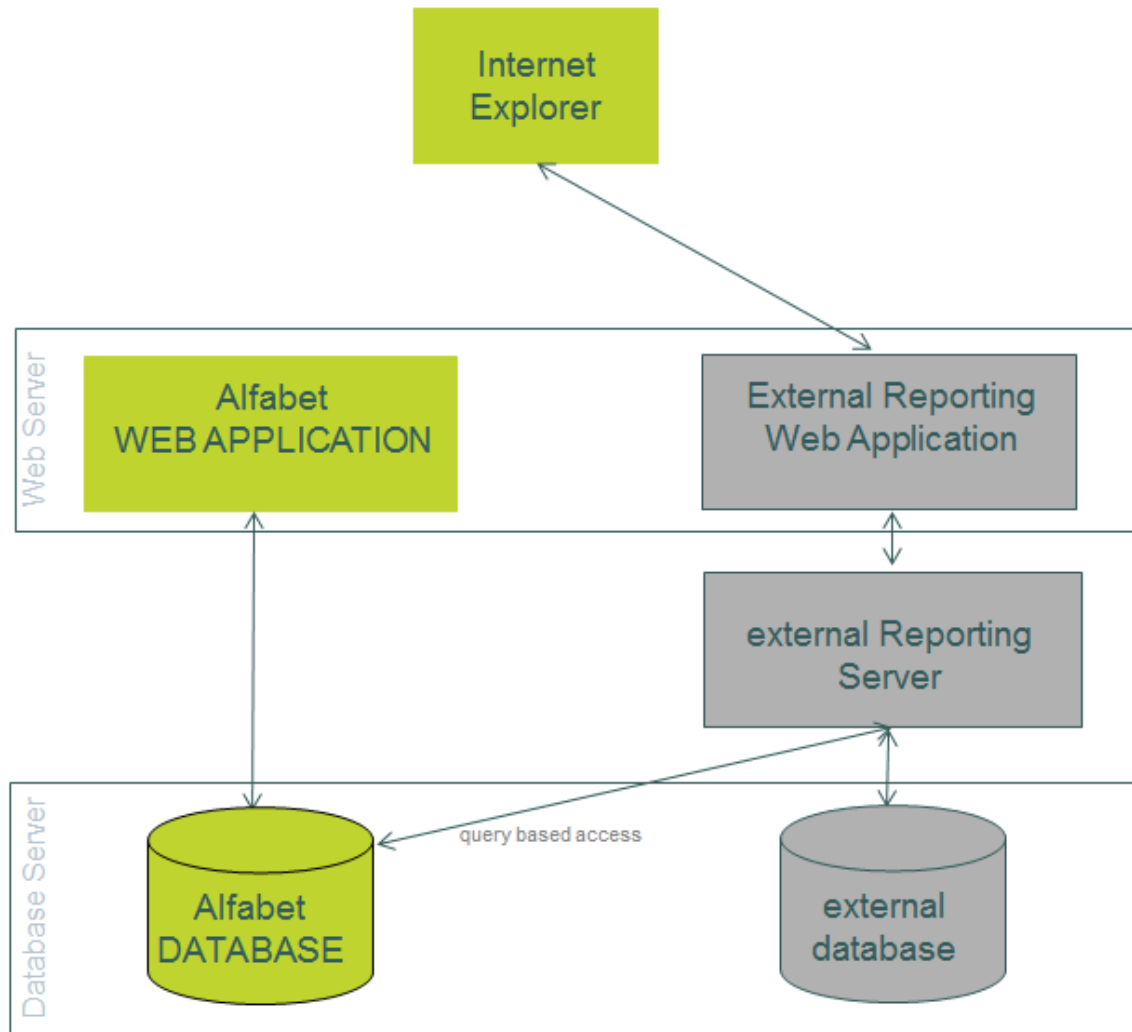 Internet
Explorer
Web Server
Alfabet
WEB APPLICATION
External Reporting
Web Application
external Reporting
Server
Database Server
query based access
Alfabet
DATABASE
external
database